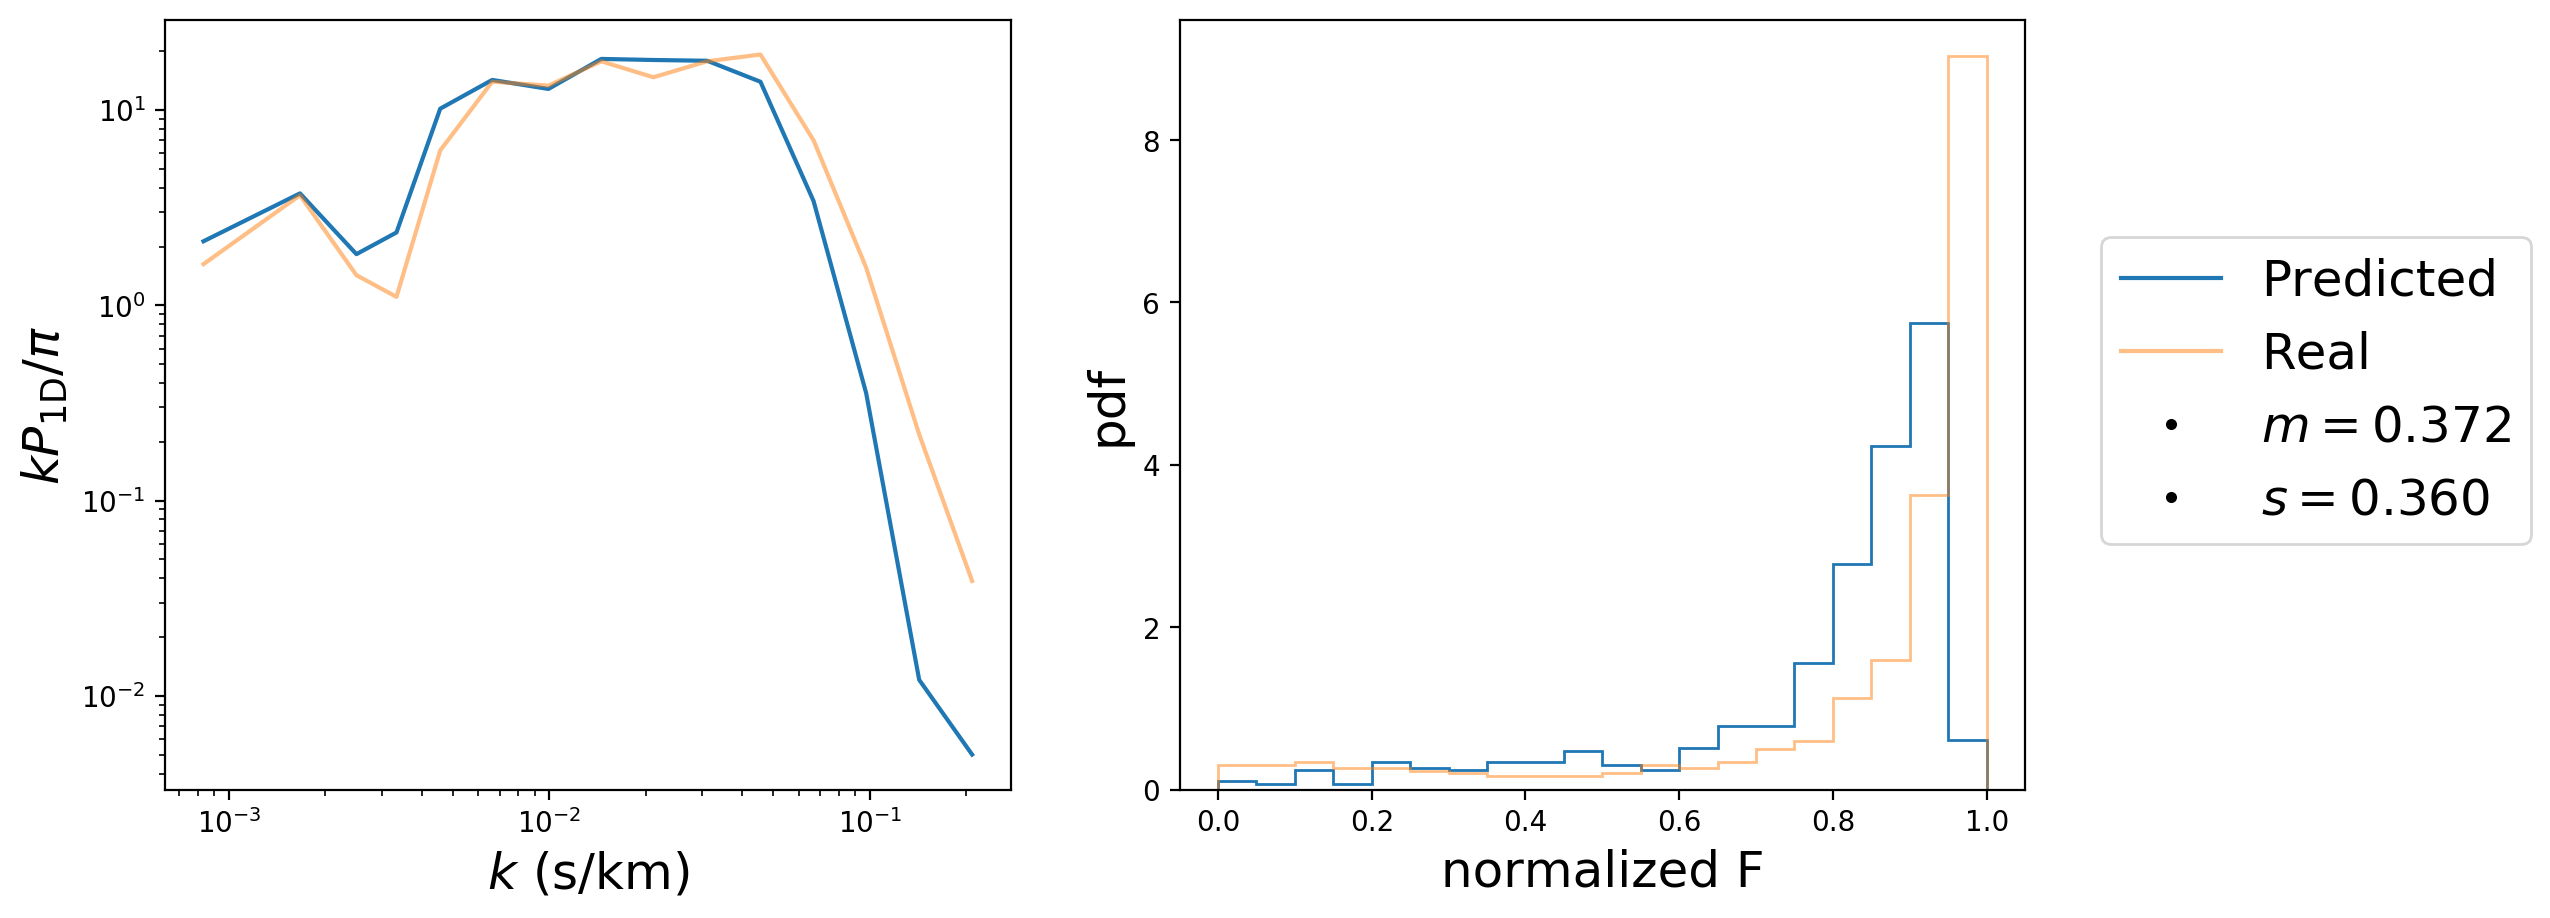 10¹
10⁰
10⁻¹
10⁻²
kP₁D/π
10⁻³
10⁻²
10⁻¹
k (s/km)
8
6
4
2
0
pdf
0.0
0.2
0.4
0.6
0.8
1.0
normalized F
Predicted
Real
m = 0.372
s = 0.360